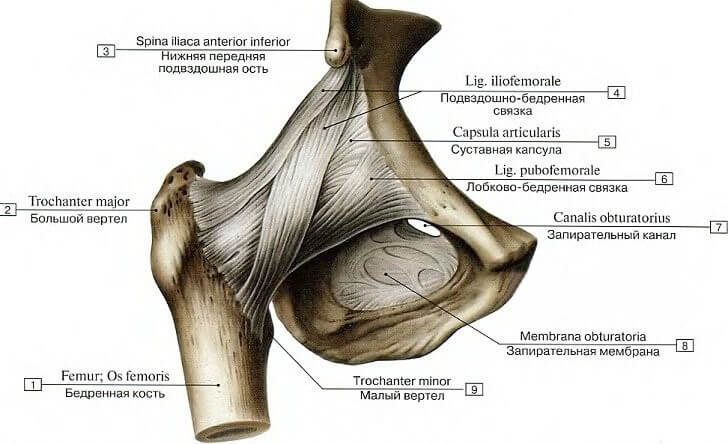 3
Spina iliaca anterior inferior
Нижняя передняя
подвздошная ость
Lig. iliofemorale
Подвздошно-бедренная
связка
4
Capsula articularis
Суставная капсула
5
Lig. pubofemorale
Лобково-бедренная связка
6
2
Trochanter major
Большой вертел
Canalis obturatorius
Запирательный канал
7
Membrana obturatoria
Запирательная мембрана
8
1
Femur; Os femoris
Бедренная кость
Trochanter minor
Малый вертел
9